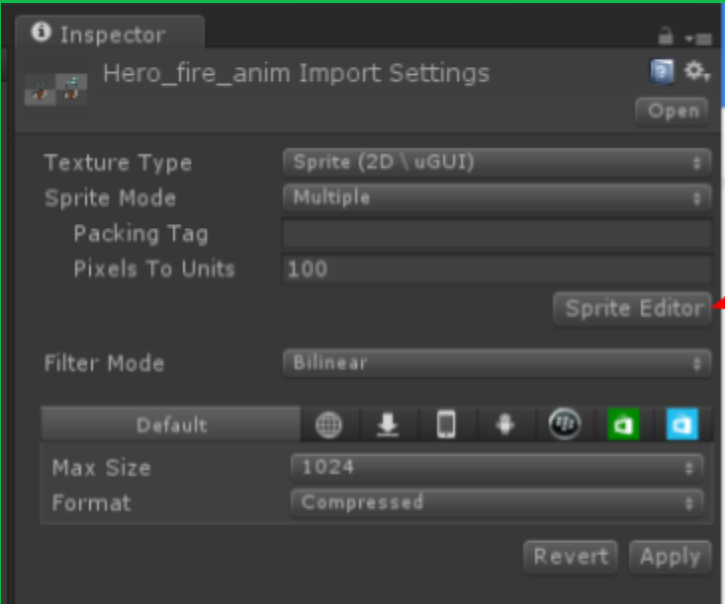 Inspector
Hero_fire_anim Import Settings
Open
Texture Type Sprite (2D \ uGUI)
Sprite Mode Multiple
Packing Tag
Pixels To Units 100
Sprite Editor
Filter Mode Bilinear
Default
Max Size 1024
Format Compressed
Revert Apply